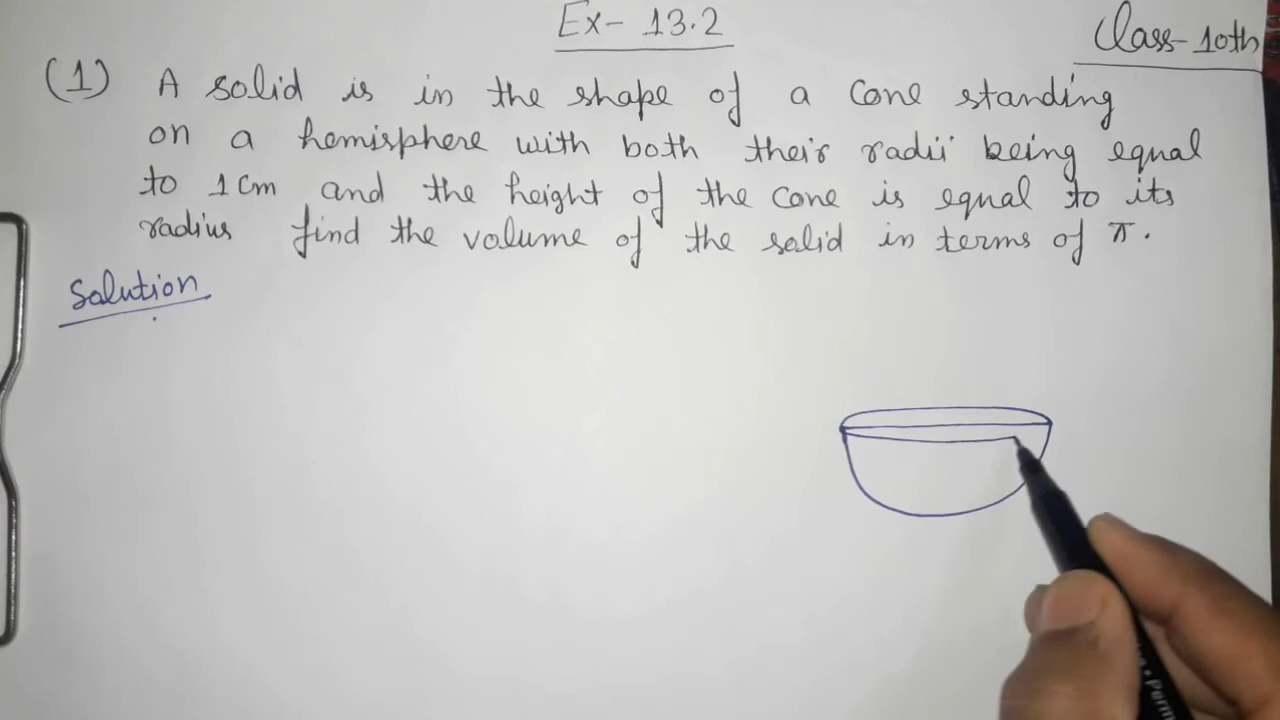 Ex- 13.2
Class-10th
(1) A solid is in the shape of a cone standing
on a hemisphere with both their radii being equal
to 1cm and the height of the cone is equal to its
radius find the volume of the solid in terms of π.
Solution